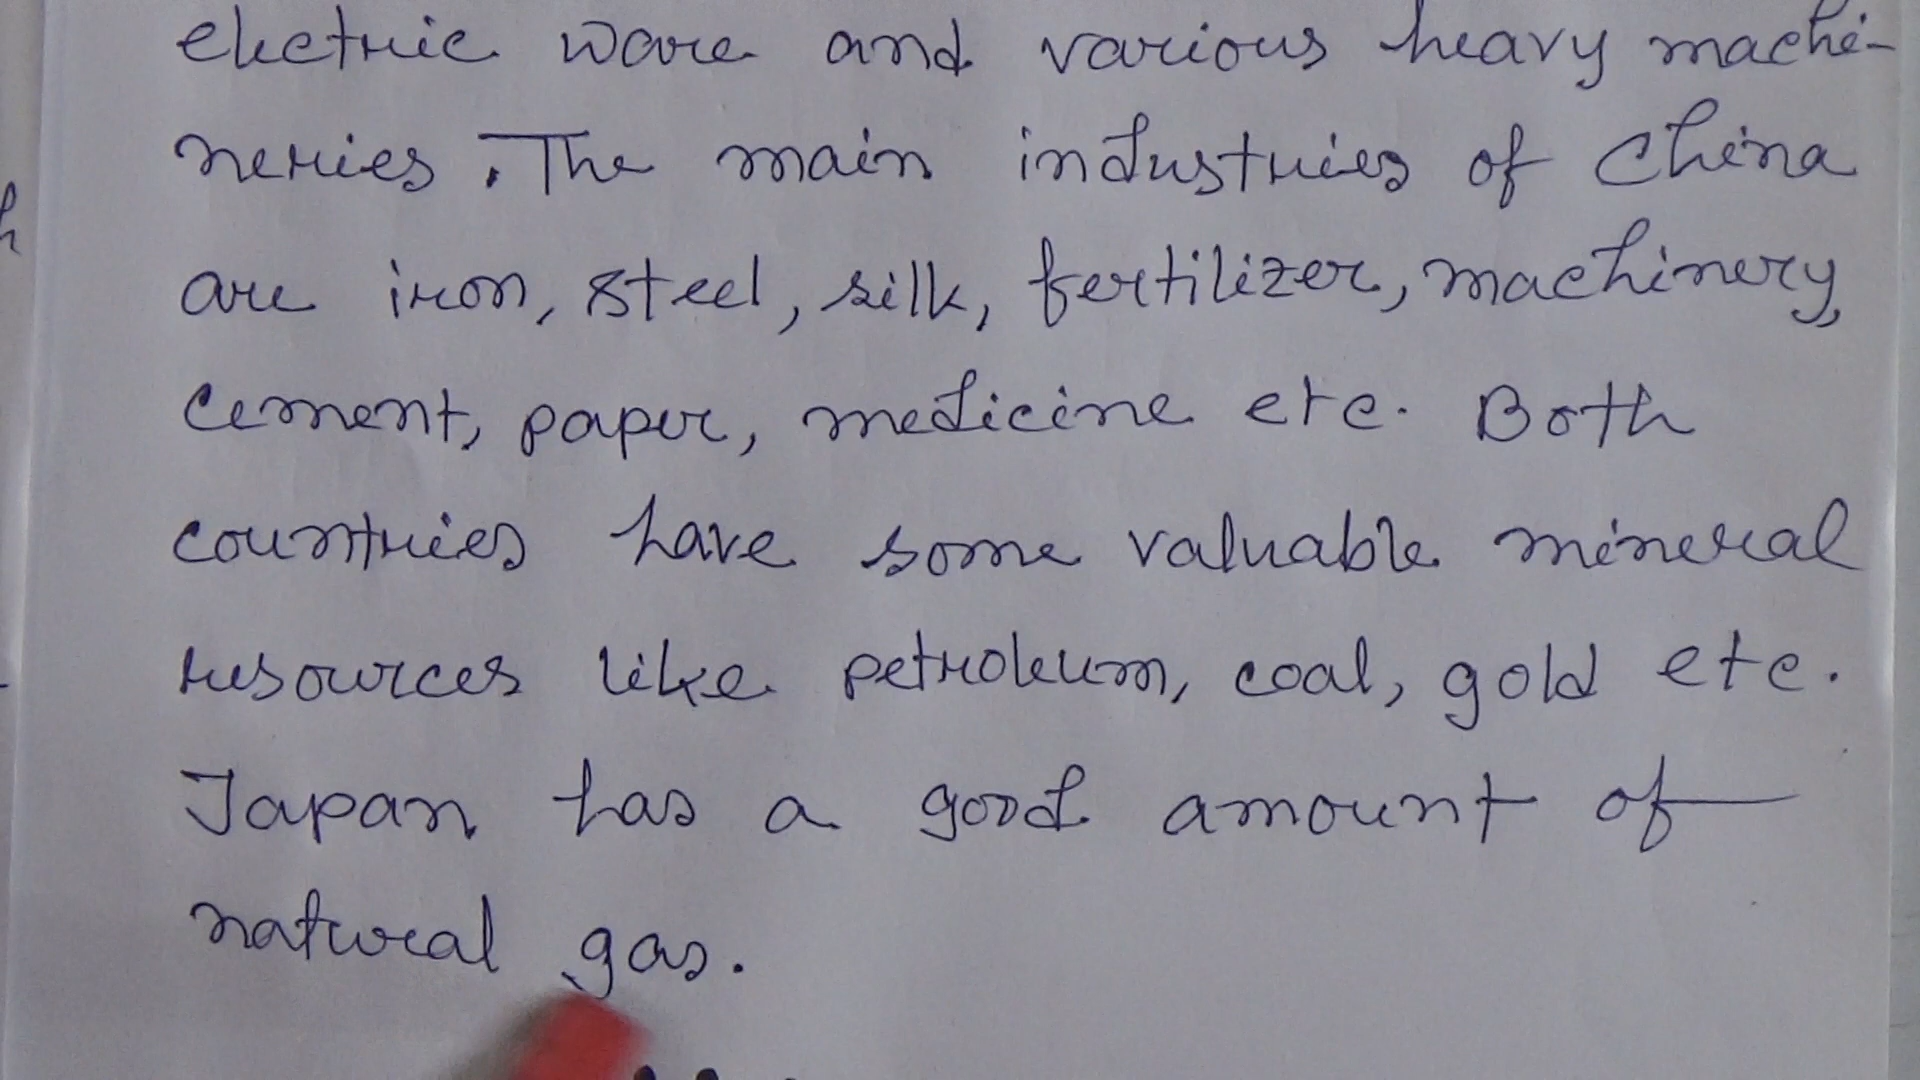 electric ware and various heavy machi-
neries. The main industries of China
are iron, steel, silk, fertilizer, machinery,
cement, paper, medicine etc. Both
countries have some valuable mineral
resources like petroleum, coal, gold etc.
Japan has a good amount of
natural gas.